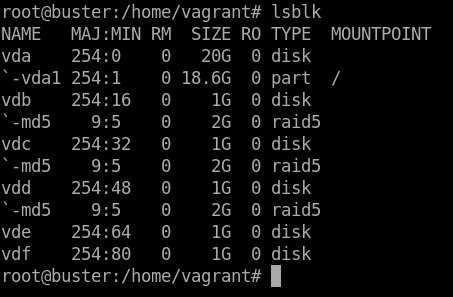 root@buster:/home/vagrant# lsblk
NAME   MAJ:MIN RM  SIZE RO TYPE  MOUNTPOINT
vda    254:0    0   20G  0 disk
`-vda1 254:1    0 18.6G  0 part  /
vdb    254:16   0    1G  0 disk
`-md5    9:5    0    2G  0 raid5
vdc    254:32   0    1G  0 disk
`-md5    9:5    0    2G  0 raid5
vdd    254:48   0    1G  0 disk
`-md5    9:5    0    2G  0 raid5
vde    254:64   0    1G  0 disk
vdf    254:80   0    1G  0 disk
root@buster:/home/vagrant#